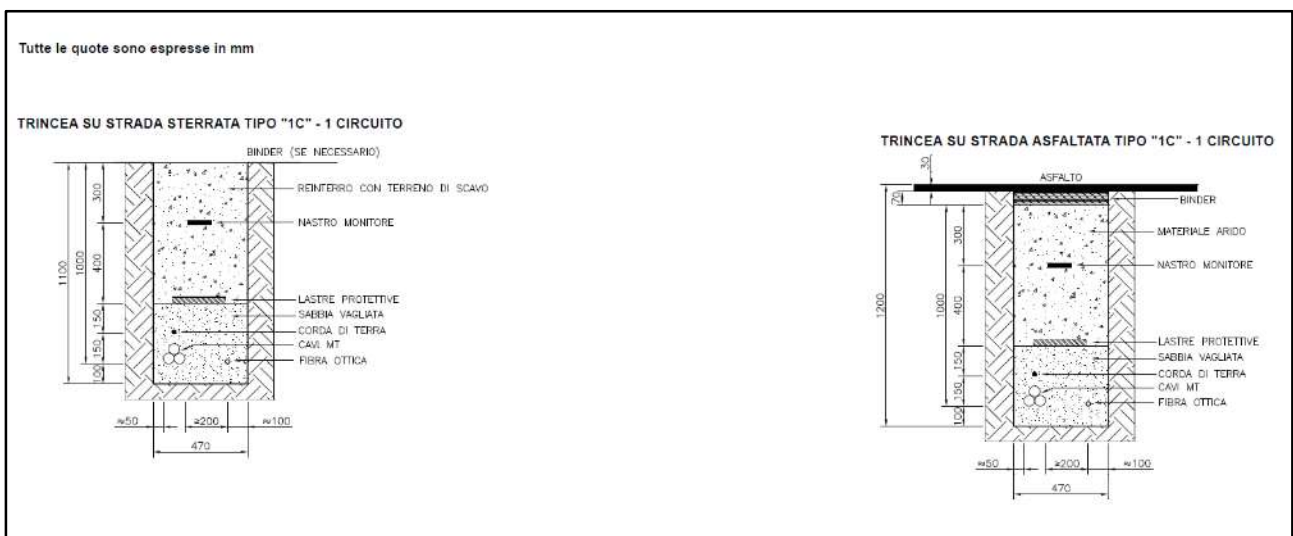 Tutte le quote sono espresse in mm
TRINCEA SU STRADA STERRATA TIPO "1C" - 1 CIRCUITO
BINDER (SE NECESSARIO)
REINTERRO CON TERRENO DI SCAVO
NASTRO MONITORE
LASTRE PROTETTIVE
SABBIA VAGLIATA
CORDA DI TERRA
CAVI MT
FIBRA OTTICA
1100
1000
300
400
150
150
100
≈50
≥200
≈100
470
TRINCEA SU STRADA ASFALTATA TIPO "1C" - 1 CIRCUITO
30
ASFALTO
70
BINDER
MATERIALE ARIDO
NASTRO MONITORE
LASTRE PROTETTIVE
SABBIA VAGLIATA
CORDA DI TERRA
CAVI MT
FIBRA OTTICA
1200
1000
300
400
150
150
100
≈50
≥200
≈100
470